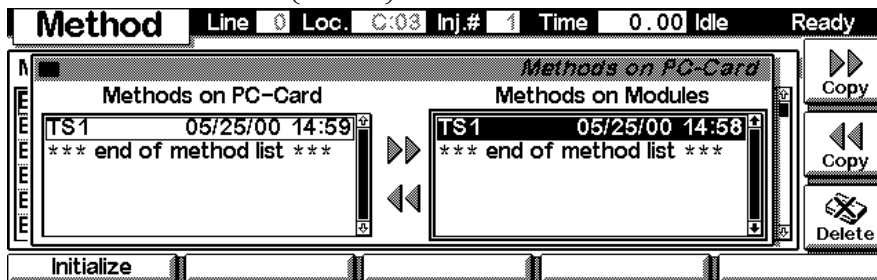 Method Line 0 Loc. C:03 Inj.# 1 Time 0.00 Idle Ready
Methods on PC-Card
Methods on PC-Card Methods on Modules
TS1 05/25/00 14:59 TS1 05/25/00 14:58
*** end of method list *** *** end of method list ***
Copy
Copy
Delete
Initialize